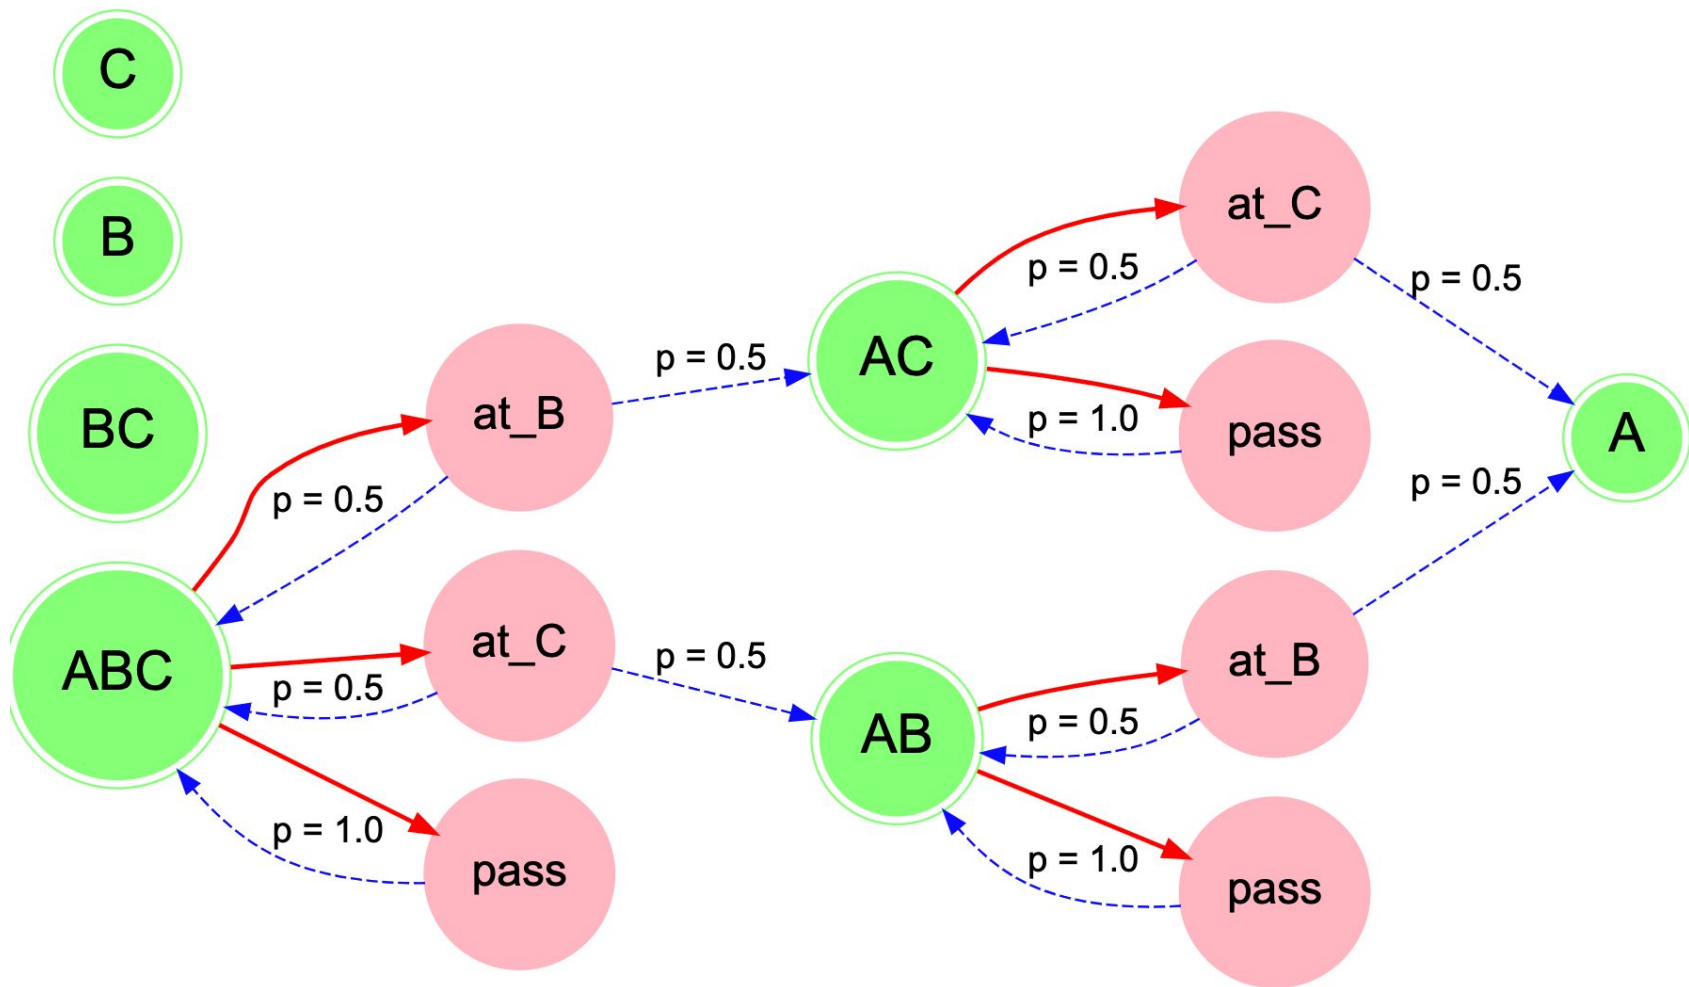 C
B
BC
ABC
at_B
at_C
pass
AC
AB
at_C
pass
at_B
pass
A
p = 0.5
p = 0.5
p = 1.0
p = 0.5
p = 0.5
p = 0.5
p = 1.0
p = 0.5
p = 1.0
p = 0.5
p = 0.5